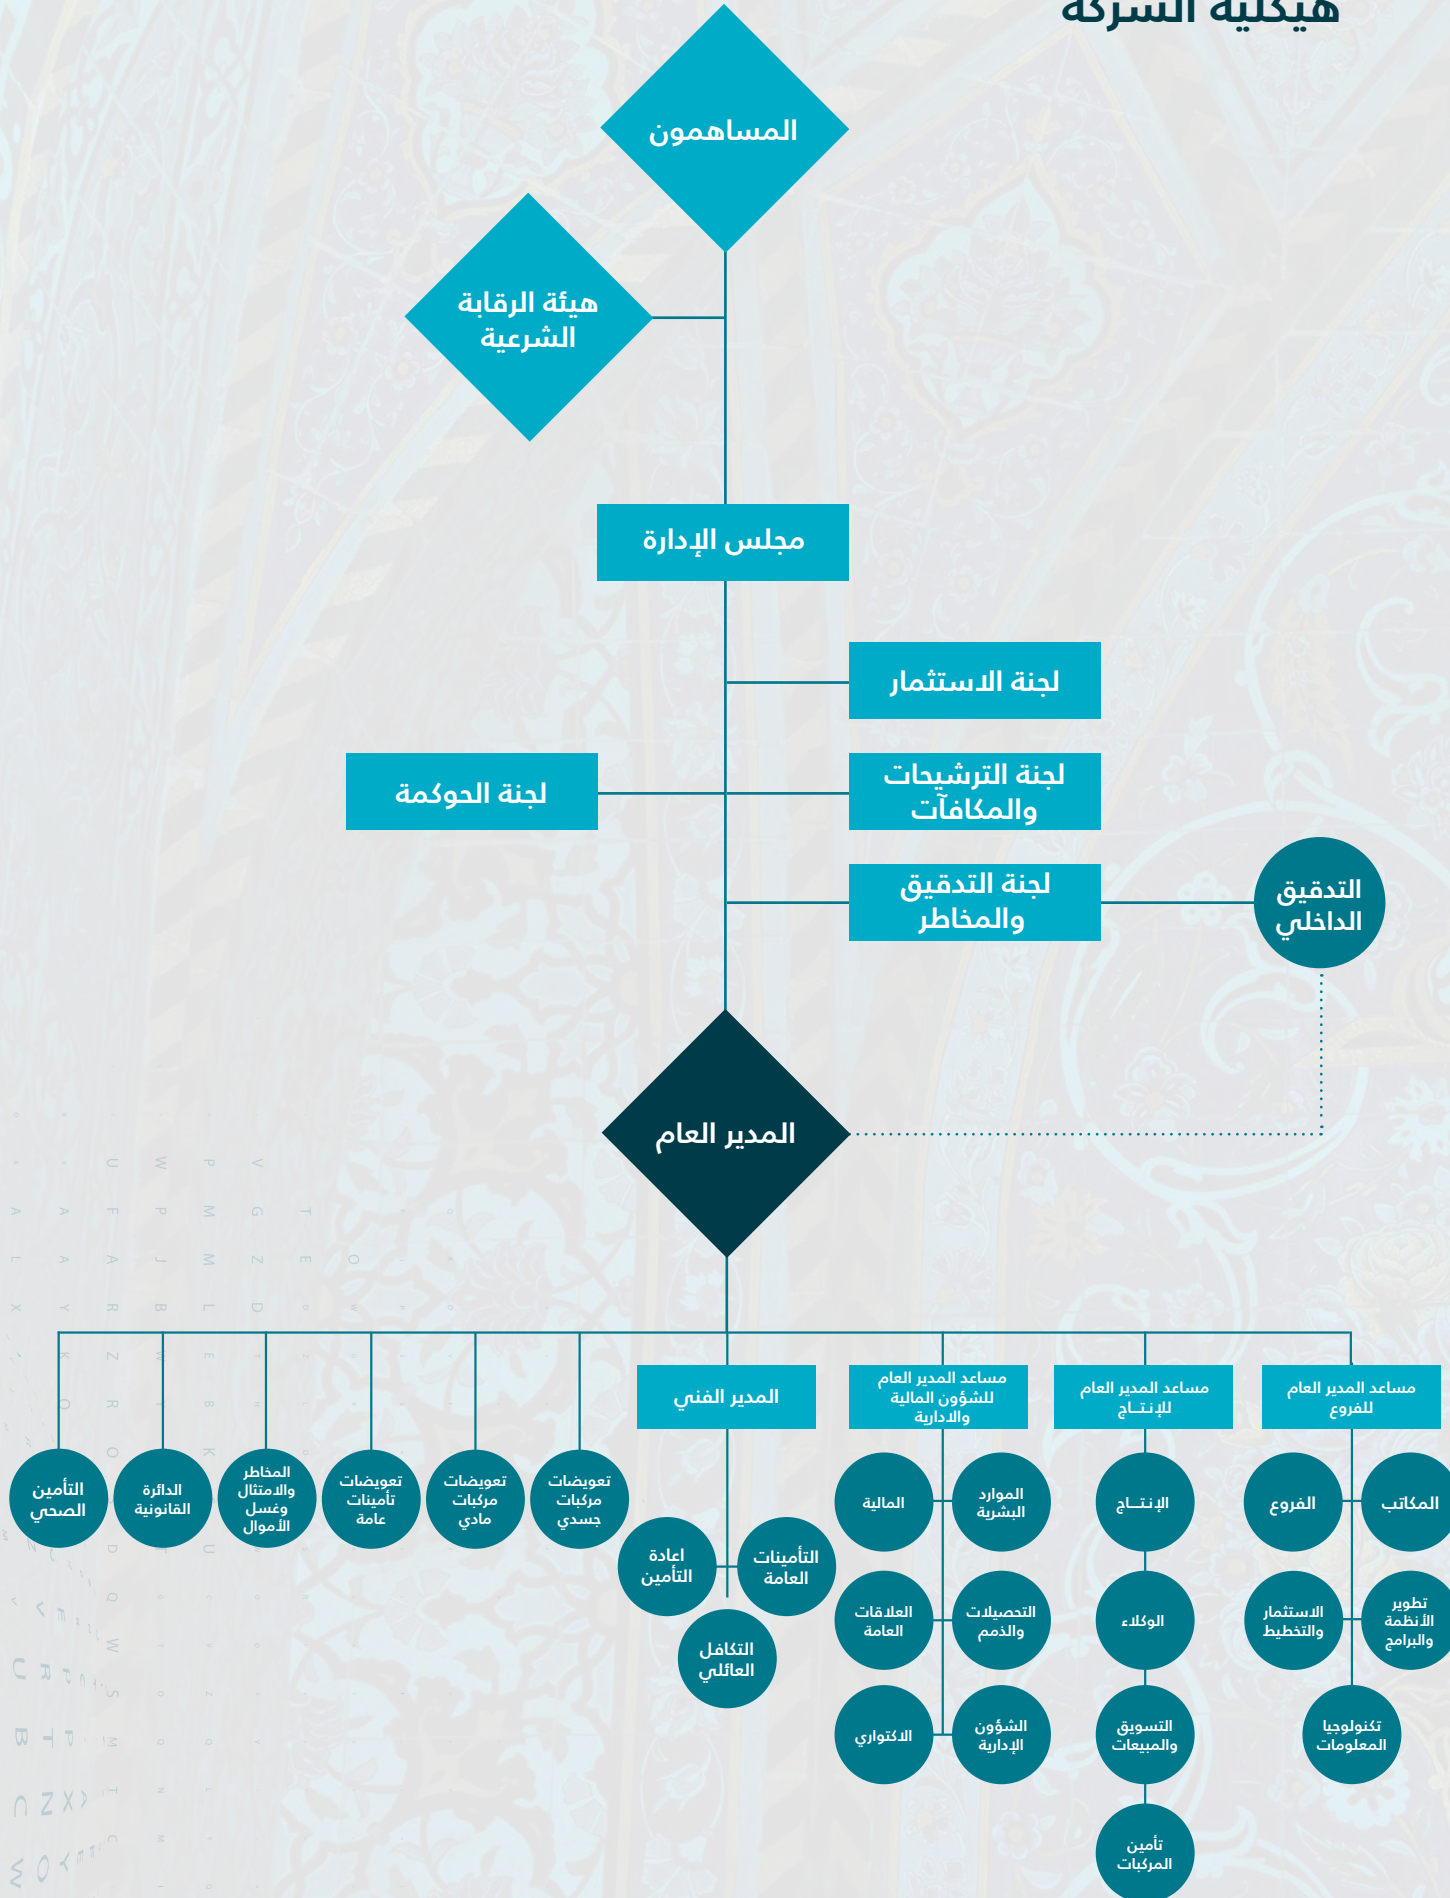 هيكلية الشركة
المساهمون
هيئة الرقابة
الشرعية
مجلس الإدارة
لجنة الاستثمار
لجنة الترشيحات
والمكافآت
لجنة الحوكمة
لجنة التدقيق
والمخاطر
التدقيق
الداخلي
المدير العام
مساعد المدير العام
للفروع
مساعد المدير العام
للإنـتــاج
مساعد المدير العام
للشؤون المالية
والادارية
المدير الفني
المكاتب
الفروع
تطوير
الأنظمة
والبرامج
الاستثمار
والتخطيط
تكنولوجيا
المعلومات
الإنـتــاج
الوكلاء
التسويق
والمبيعات
تأمين
المركبات
الموارد
البشرية
المالية
التحصيلات
والذمم
العلاقات
العامة
الشؤون
الإدارية
الاكتواري
التأمينات
العامة
اعادة
التأمين
التكافل
العائلي
تعويضات
مركبات
جسدي
تعويضات
مركبات
مادي
تعويضات
تأمينات
عامة
المخاطر
والامتثال
وغسل
الأموال
الدائرة
القانونية
التأمين
الصحي